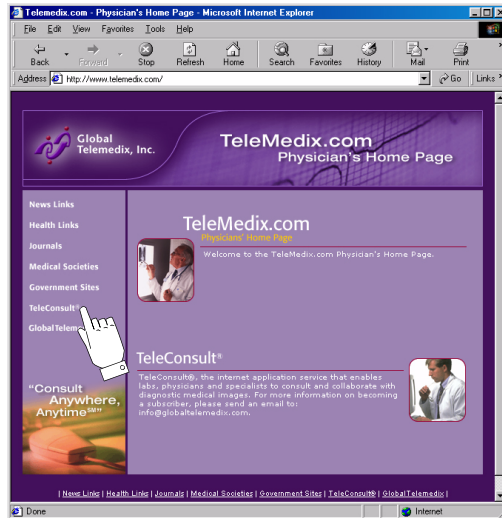 Telemedix.com - Physician's Home Page - Microsoft Internet Explorer
File Edit View Favorites Tools Help
Back Forward Stop Refresh Home Search Favorites History Mail Print
Address http://www.telemedix.com/ Go Links
Global
Telemedix, Inc.
TeleMedix.com
Physician's Home Page
News Links
Health Links
Journals
Medical Societies
Government Sites
TeleConsult®
"Consult
Anywhere,
Anytime℠"
TeleMedix.com
Physicians' Home Page
Welcome to the TeleMedix.com Physician's Home Page.
TeleConsult®
TeleConsult®, the internet application service that enables
labs, physicians and specialists to consult and collaborate with
diagnostic medical images. For more information on becoming
a subscriber, please send an email to:
info@globaltelemedix.com.
| News Links | Health Links | Journals | Medical Societies | Government Sites | TeleConsult® | GlobalTelemedix |
Done Internet